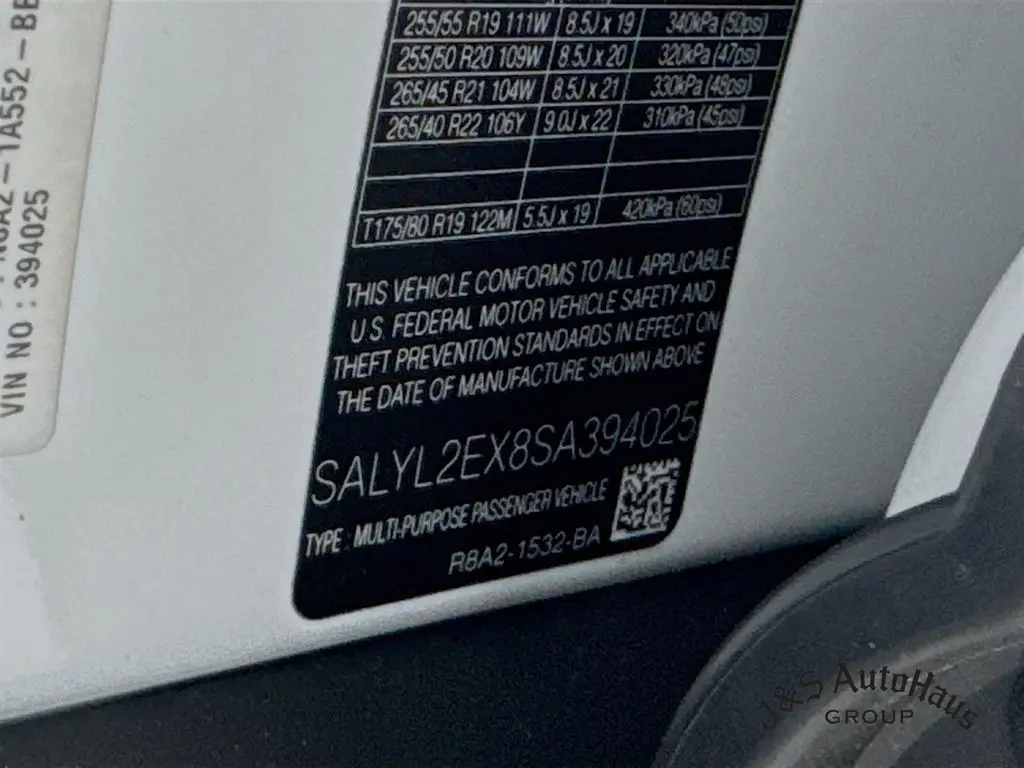 -1A552-BE
VIN NO : 394025
255/55 R19 111W 8.5J x 19 340kPa (50psi)
255/50 R20 109W 8.5J x 20 320kPa (47psi)
265/45 R21 104W 8.5J x 21 330kPa (48psi)
265/40 R22 106Y 9.0J x 22 310kPa (45psi)
T175/80 R19 122M 5.5J x 19 420kPa (60psi)
THIS VEHICLE CONFORMS TO ALL APPLICABLE
U.S. FEDERAL MOTOR VEHICLE SAFETY AND
THEFT PREVENTION STANDARDS IN EFFECT ON
THE DATE OF MANUFACTURE SHOWN ABOVE
SALYL2EX8SA394025
TYPE : MULTI-PURPOSE PASSENGER VEHICLE
R8A2-1532-BA
J&S AutoHaus
GROUP